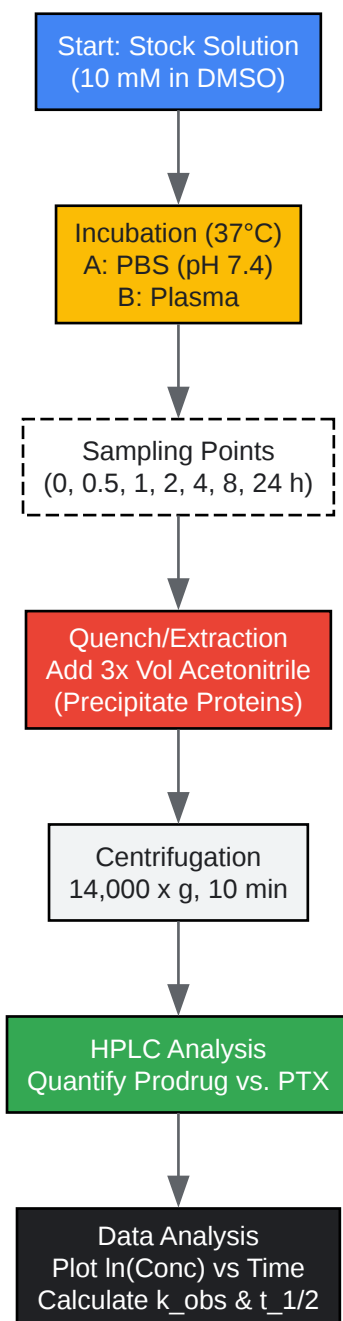 Start: Stock Solution
(10 mM in DMSO)
Incubation (37°C)
A: PBS (pH 7.4)
B: Plasma
Sampling Points
(0, 0.5, 1, 2, 4, 8, 24 h)
Quench/Extraction
Add 3x Vol Acetonitrile
(Precipitate Proteins)
Centrifugation
14,000 x g, 10 min
HPLC Analysis
Quantify Prodrug vs. PTX
Data Analysis
Plot ln(Conc) vs Time
Calculate k_obs & t_1/2